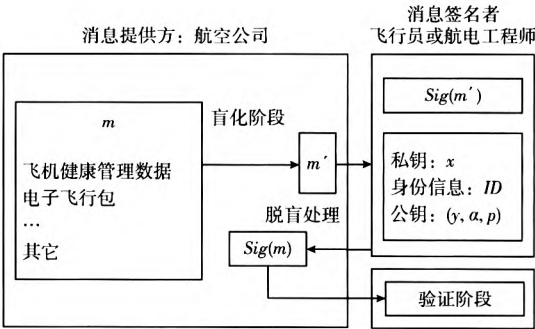 消息提供方：航空公司
消息签名者
飞行员或航电工程师
m
飞机健康管理数据
电子飞行包
…
其它
盲化阶段
m′
脱盲处理
Sig(m)
Sig(m′)
私钥：x
身份信息：ID
公钥：(y, α, p)
验证阶段